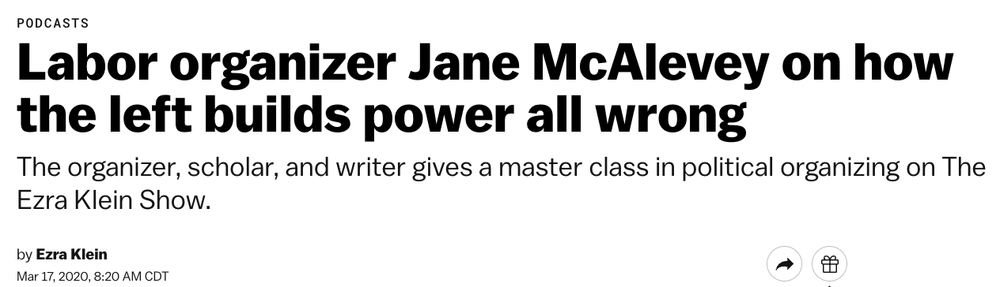 PODCASTS
Labor organizer Jane McAlevey on how
the left builds power all wrong
The organizer, scholar, and writer gives a master class in political organizing on The
Ezra Klein Show.
by Ezra Klein
Mar 17, 2020, 8:20 AM CDT